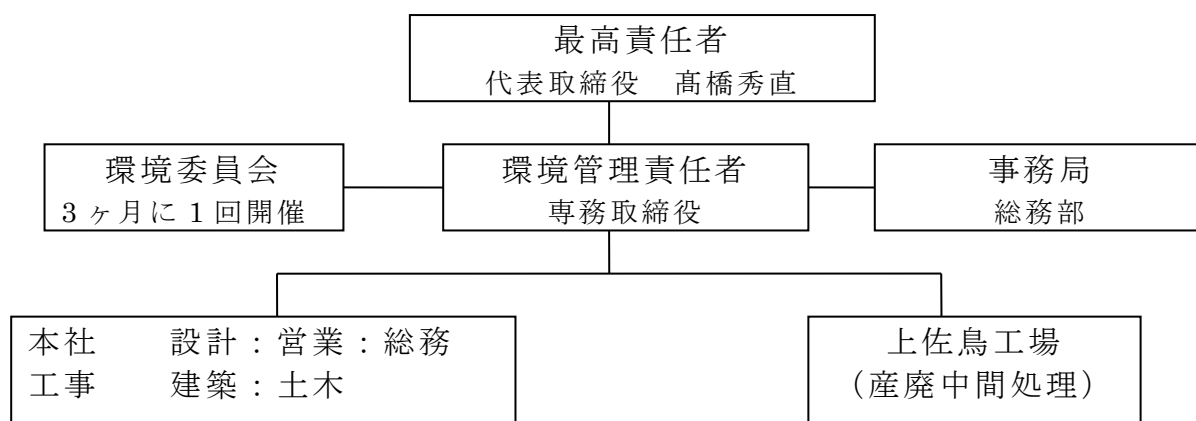 最高責任者
代表取締役　髙橋秀直
環境委員会
3ヶ月に1回開催
環境管理責任者
専務取締役
事務局
総務部
本社　設計：営業：総務
工事　建築：土木
上佐鳥工場
（産廃中間処理）